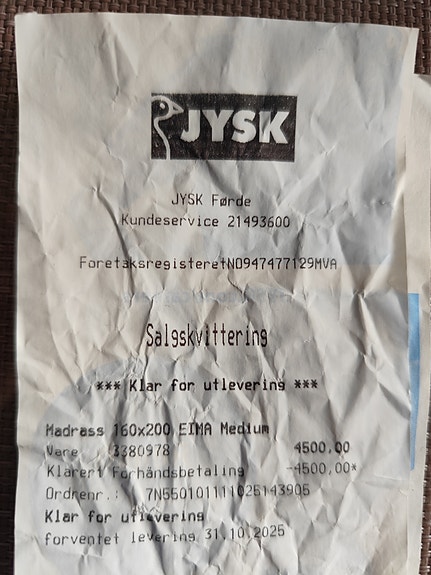 JYSK
JYSK Førde
Kundeservice 21493600
ForetaksregisteretNO947477129MVA
Salgskvittering
*** Klar for utlevering ***
Madrass 160x200 EIMA Medium
Vare 3380978 4500,00
Klarert Forhåndsbetaling -4500,00*
Ordrenr.: 7N550101111025143905
Klar for utlevering
forventet levering 31.10.2025